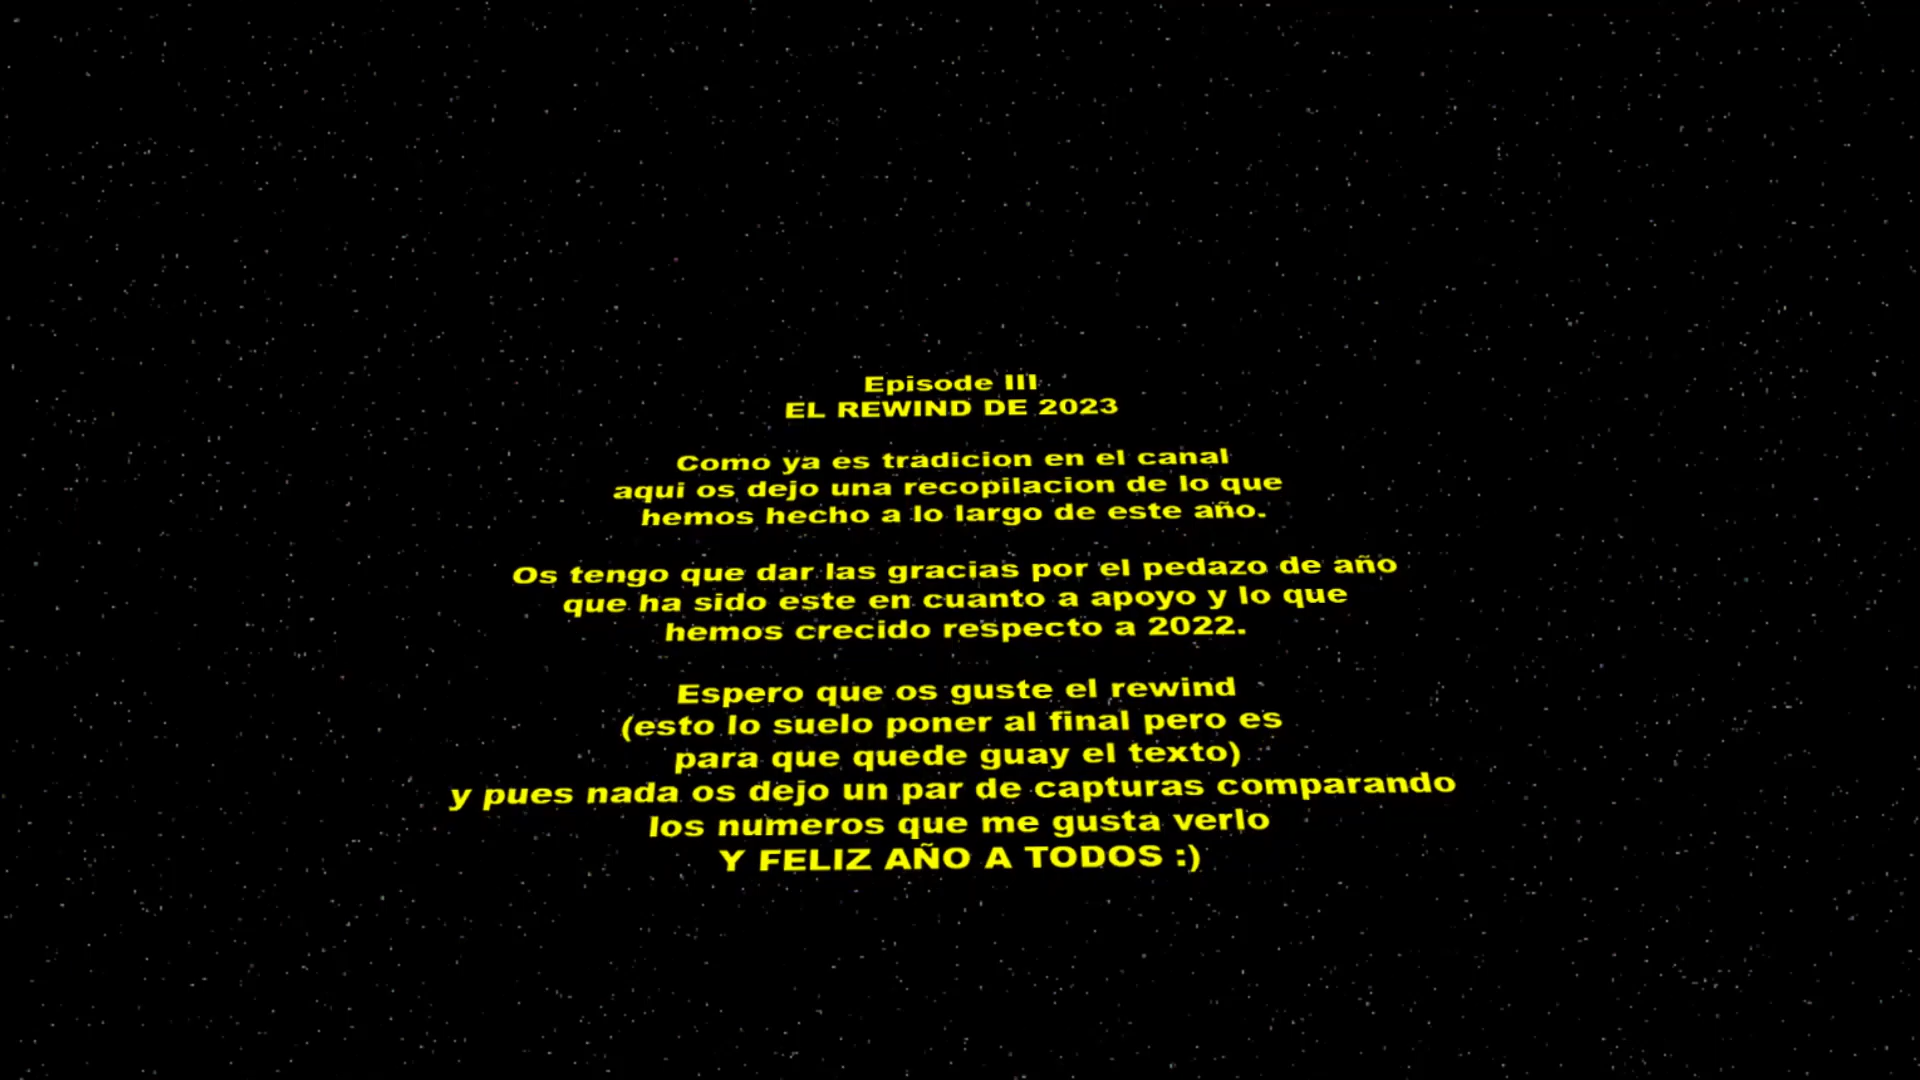 Episode III
EL REWIND DE 2023
Como ya es tradicion en el canal
aqui os dejo una recopilacion de lo que
hemos hecho a lo largo de este año.
Os tengo que dar las gracias por el pedazo de año
que ha sido este en cuanto a apoyo y lo que
hemos crecido respecto a 2022.
Espero que os guste el rewind
(esto lo suelo poner al final pero es
para que quede guay el texto)
y pues nada os dejo un par de capturas comparando
los numeros que me gusta verlo
Y FELIZ AÑO A TODOS :)